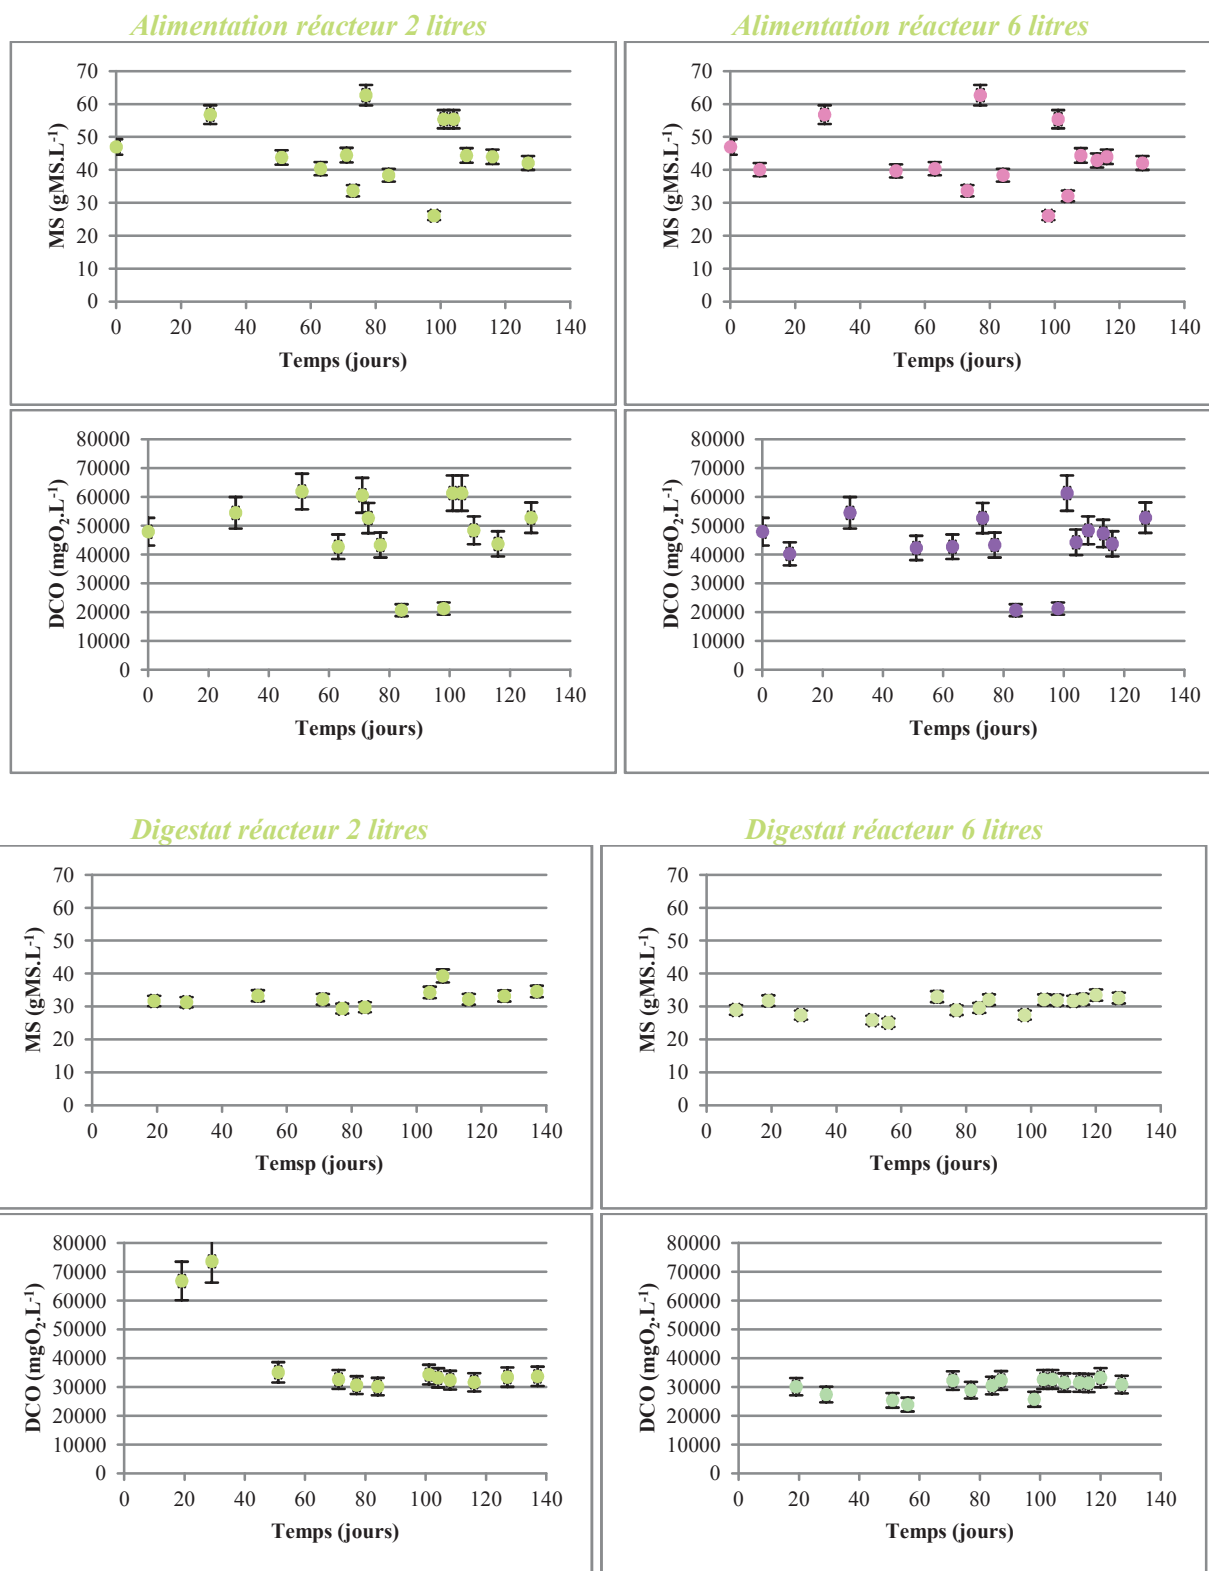 Alimentation réacteur 2 litres
Alimentation réacteur 6 litres
MS (gMS.L⁻¹)
70
60
50
40
30
20
10
0
0 20 40 60 80 100 120 140
Temps (jours)
MS (gMS.L⁻¹)
70
60
50
40
30
20
10
0
0 20 40 60 80 100 120 140
Temps (jours)
DCO (mgO₂.L⁻¹)
80000
70000
60000
50000
40000
30000
20000
10000
0
0 20 40 60 80 100 120 140
Temps (jours)
DCO (mgO₂.L⁻¹)
80000
70000
60000
50000
40000
30000
20000
10000
0
0 20 40 60 80 100 120 140
Temps (jours)
Digestat réacteur 2 litres
Digestat réacteur 6 litres
MS (gMS.L⁻¹)
70
60
50
40
30
20
10
0
0 20 40 60 80 100 120 140
Temsp (jours)
MS (gMS.L⁻¹)
70
60
50
40
30
20
10
0
0 20 40 60 80 100 120 140
Temps (jours)
DCO (mgO₂.L⁻¹)
80000
70000
60000
50000
40000
30000
20000
10000
0
0 20 40 60 80 100 120 140
Temps (jours)
DCO (mgO₂.L⁻¹)
80000
70000
60000
50000
40000
30000
20000
10000
0
0 20 40 60 80 100 120 140
Temps (jours)